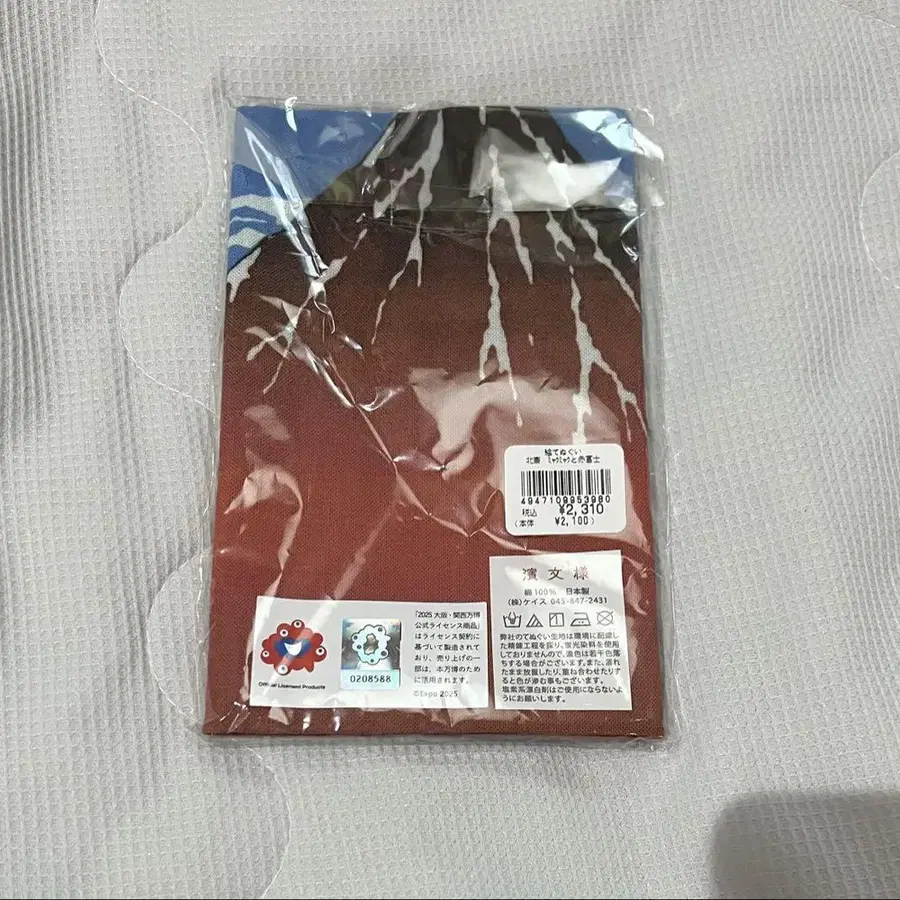 絵てぬぐい
北斎 ﾐｬｸﾐｬｸと赤富士
4947109953980
税込 ¥2,310
(本体 ¥2,100)
濱文様
綿100% 日本製
(株)ケイス 045-847-2431
弊社のてぬぐい生地は環境に配慮し
た精錬工程を採り、蛍光染料を使用
しておりませんので、濃色は若干色落
ちする場合がございます。また、濡れ
たまま放置したり、重ね合わせたりす
ると色が滲む事もございます。
塩素系漂白剤はご使用にならないよ
うにお願いします。
Official Licensed Products
0208588
「2025 大阪・関西万博
公式ライセンス商品」
はライセンス契約に
基づいて製造されて
おり、売り上げの一
部は、本万博のため
に活用されます。
©Expo 2025